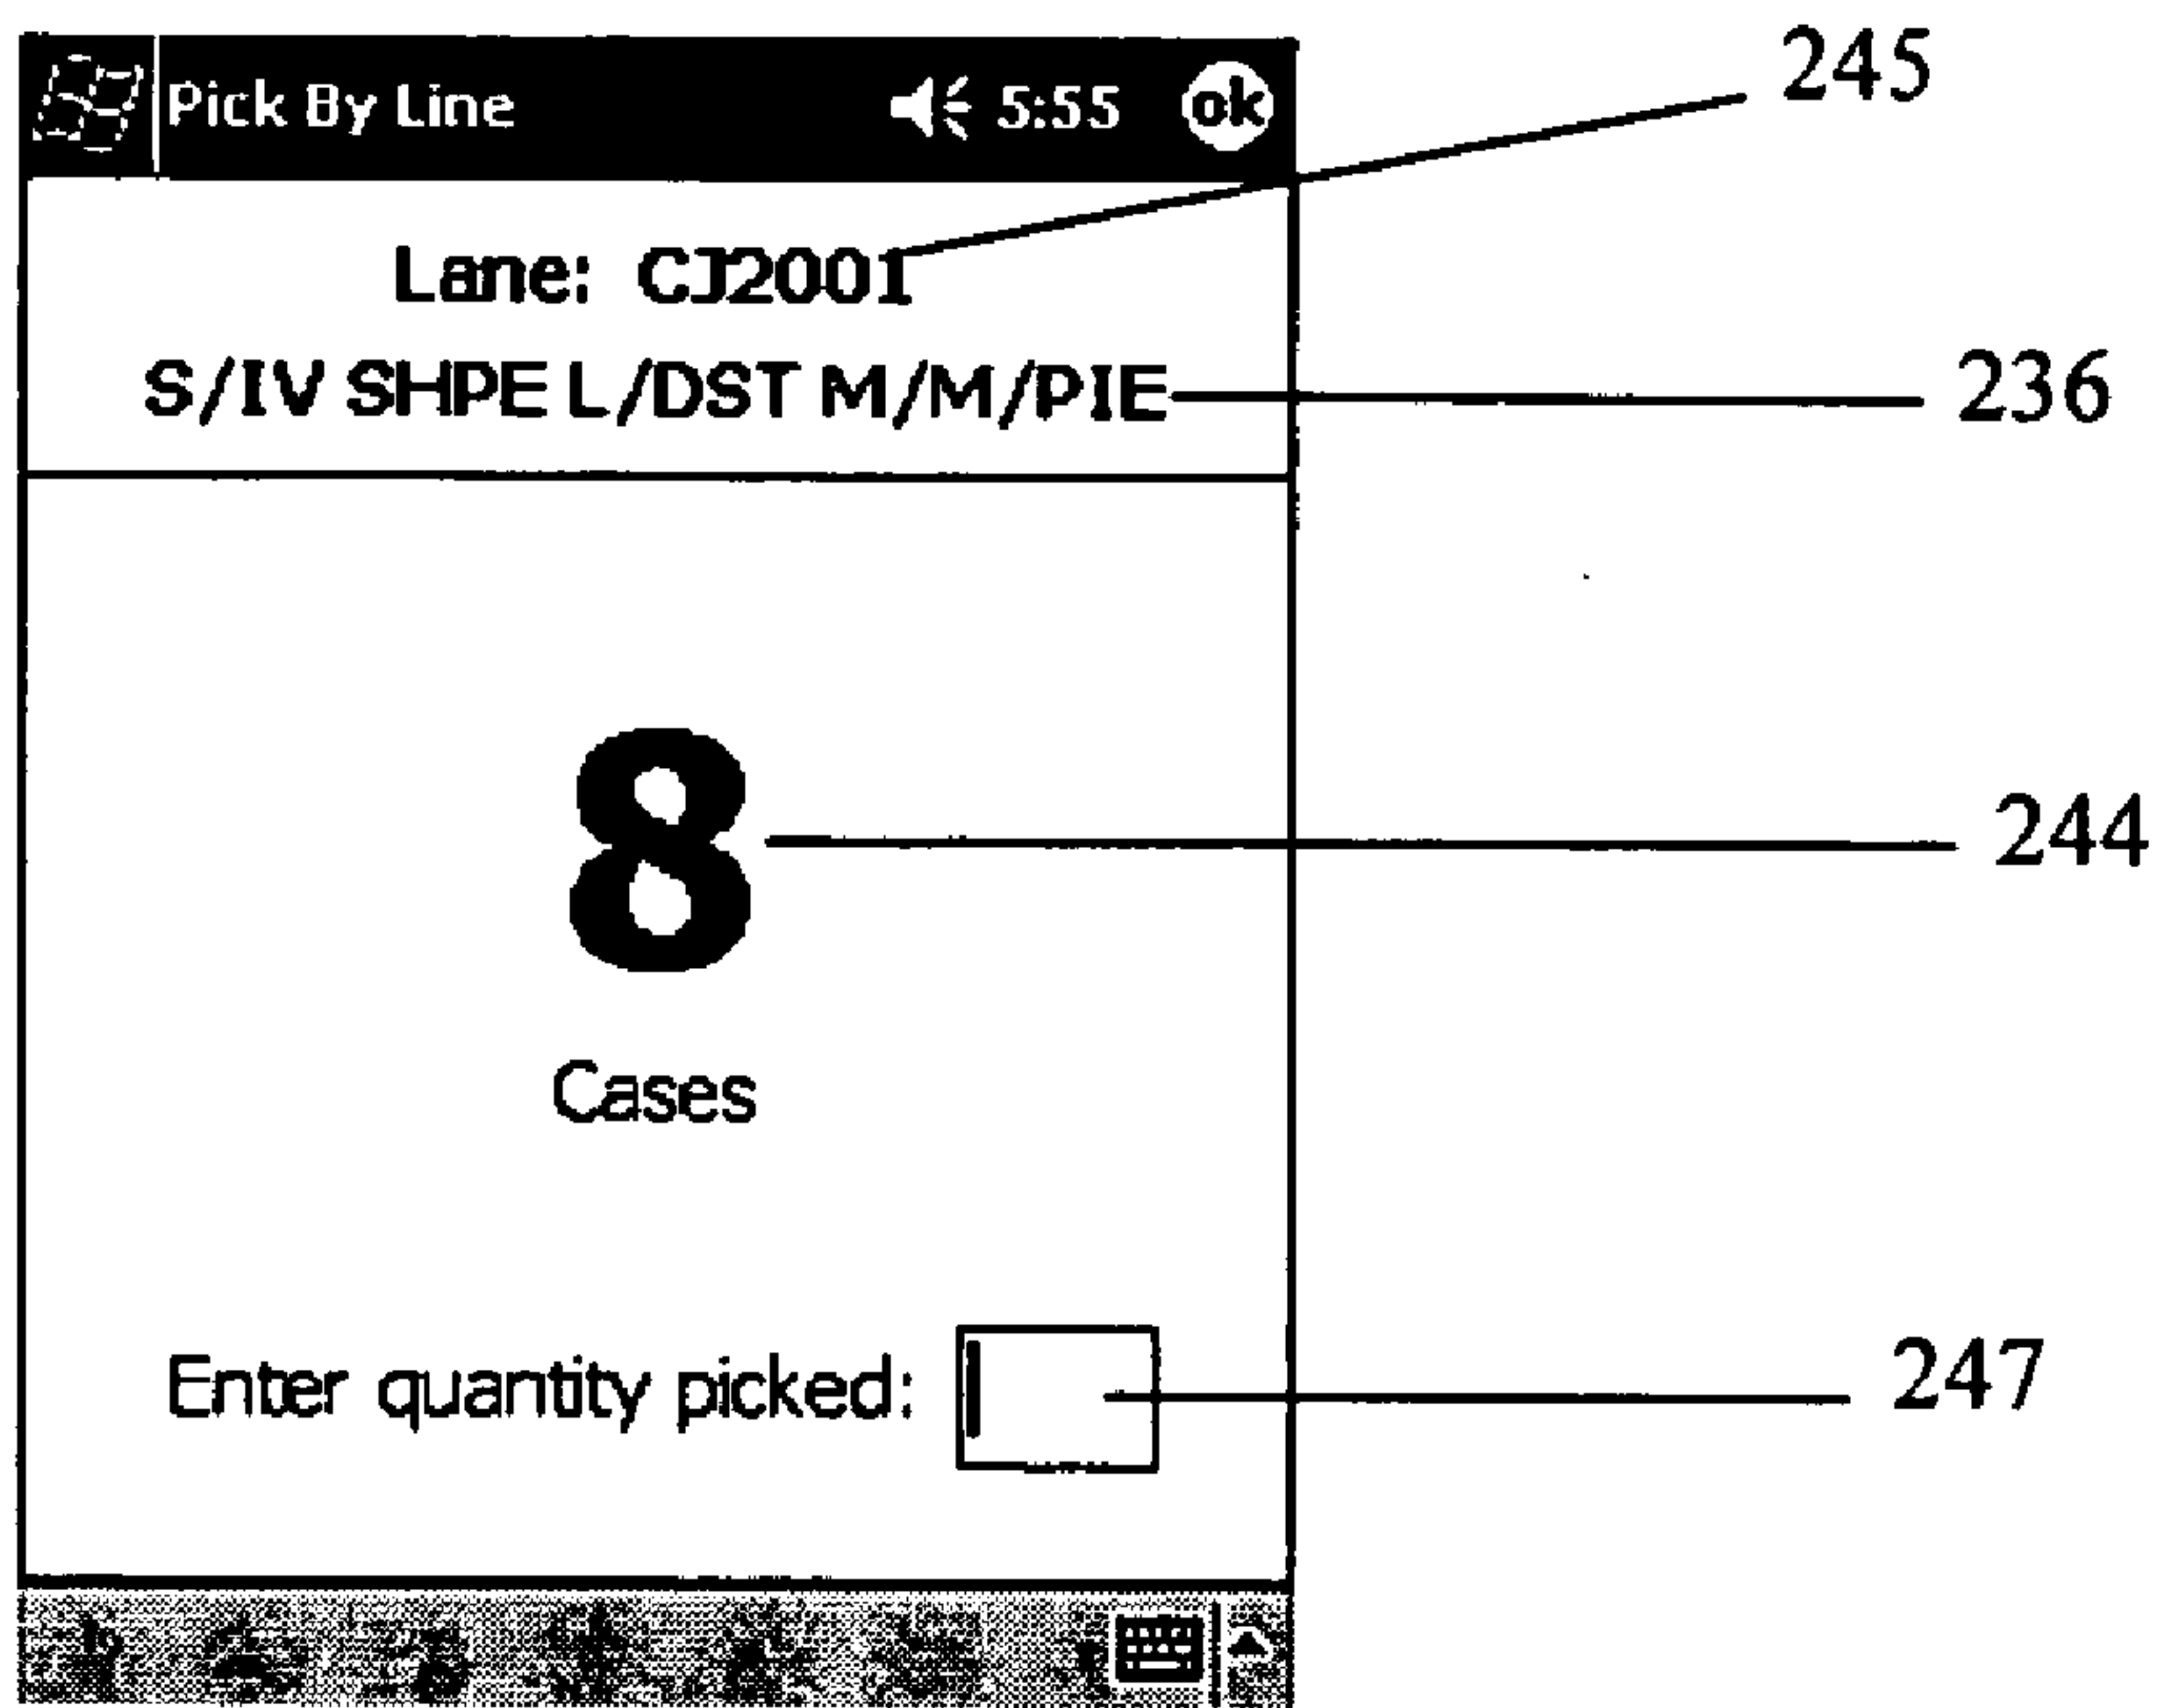 Pick By Line 5:55 ok
245
Lane: CJ2001
S/IV SHPE L/DST M/M/PIE 236
8 244
Cases
Enter quantity picked: 247